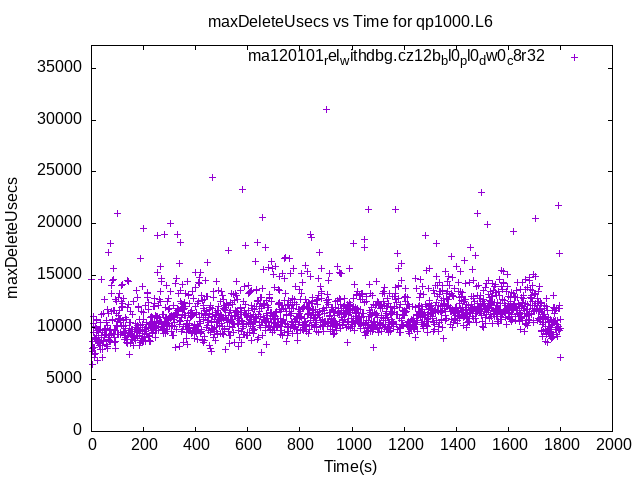 maxDeleteUsecs vs Time for qp1000.L6
ma120101_rel_withdbg.cz12b_bl0_pl0_dw0_c8r32
35000
30000
25000
20000
15000
10000
5000
0
maxDeleteUsecs
0 200 400 600 800 1000 1200 1400 1600 1800 2000
Time(s)